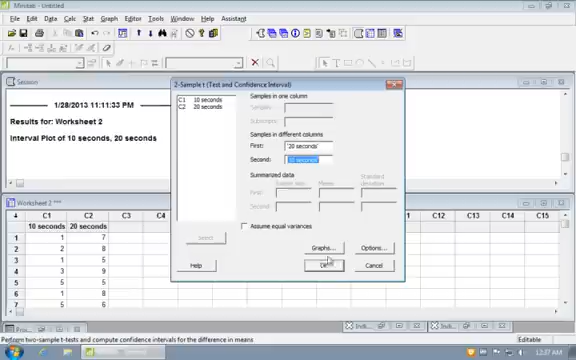 Minitab - Untitled
File Edit Data Calc Stat Graph Editor Tools Window Help Assistant
Session
1/28/2013 11:11:33 PM
Results for: Worksheet 2
Interval Plot of 10 seconds, 20 seconds
2-Sample t (Test and Confidence Interval)
C1 10 seconds
C2 20 seconds
Samples in one column
Samples:
Subscripts:
Samples in different columns
First: '20 seconds'
Second: '10 seconds'
Summarized data
Sample size: Mean: Standard deviation:
First:
Second:
Assume equal variances
Select
Graphs... Options...
Help OK Cancel
Worksheet 2 ***
C1 C2 C12 C13 C14 C15
10 seconds 20 seconds
1 1 7
2 2 8
3 1 5
4 3 9
5 5 6
6 1 8
7 5 6
Perform two-sample t-tests and compute confidence intervals for the difference in means
Editable
12:07 AM